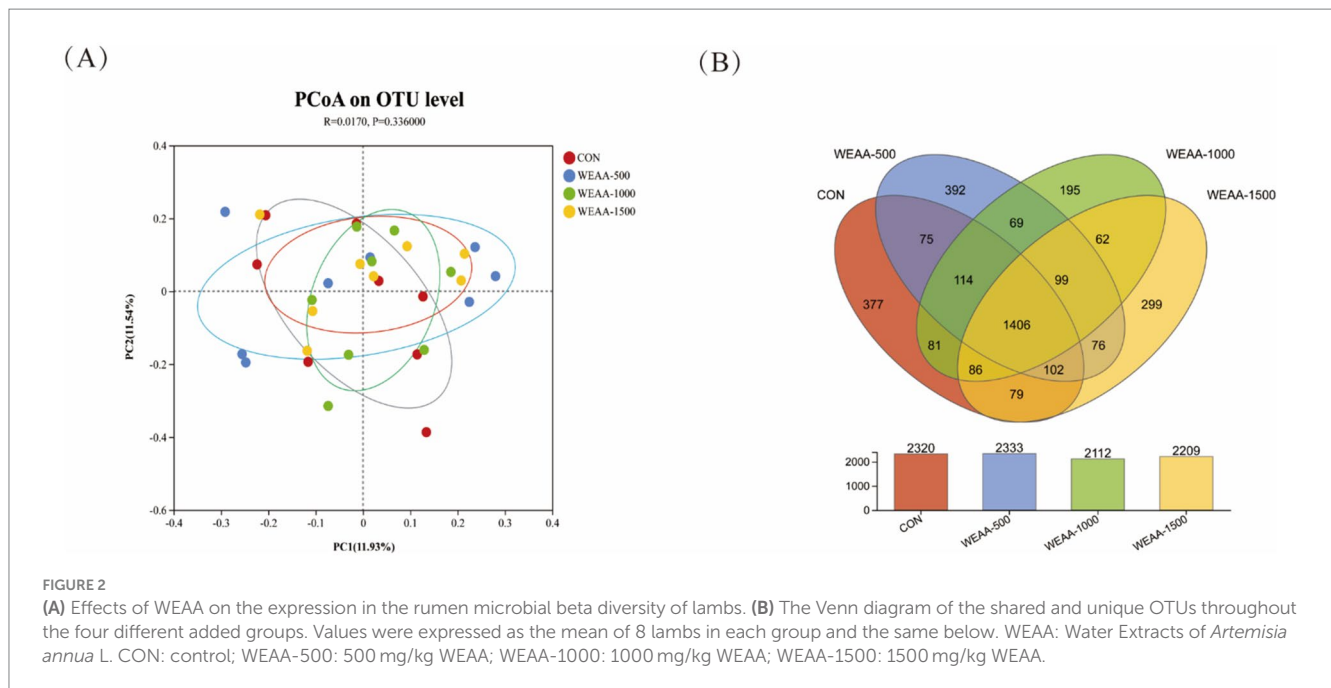 (A)
PCoA on OTU level
R=0.0170, P=0.336000
CON
WEAA-500
WEAA-1000
WEAA-1500
0.4
0.2
0
-0.2
-0.4
-0.6
-0.4
-0.3
-0.2
-0.1
0
0.1
0.2
0.3
0.4
PC2(11.54%)
PC1(11.93%)
(B)
WEAA-500
WEAA-1000
CON
WEAA-1500
392
195
69
75
62
114
99
377
299
1406
81
76
86
102
79
2320
2333
2112
2209
2000
1000
0
CON
WEAA-500
WEAA-1000
WEAA-1500
FIGURE 2
(A) Effects of WEAA on the expression in the rumen microbial beta diversity of lambs. (B) The Venn diagram of the shared and unique OTUs throughout
the four different added groups. Values were expressed as the mean of 8 lambs in each group and the same below. WEAA: Water Extracts of Artemisia
annua L. CON: control; WEAA-500: 500 mg/kg WEAA; WEAA-1000: 1000 mg/kg WEAA; WEAA-1500: 1500 mg/kg WEAA.